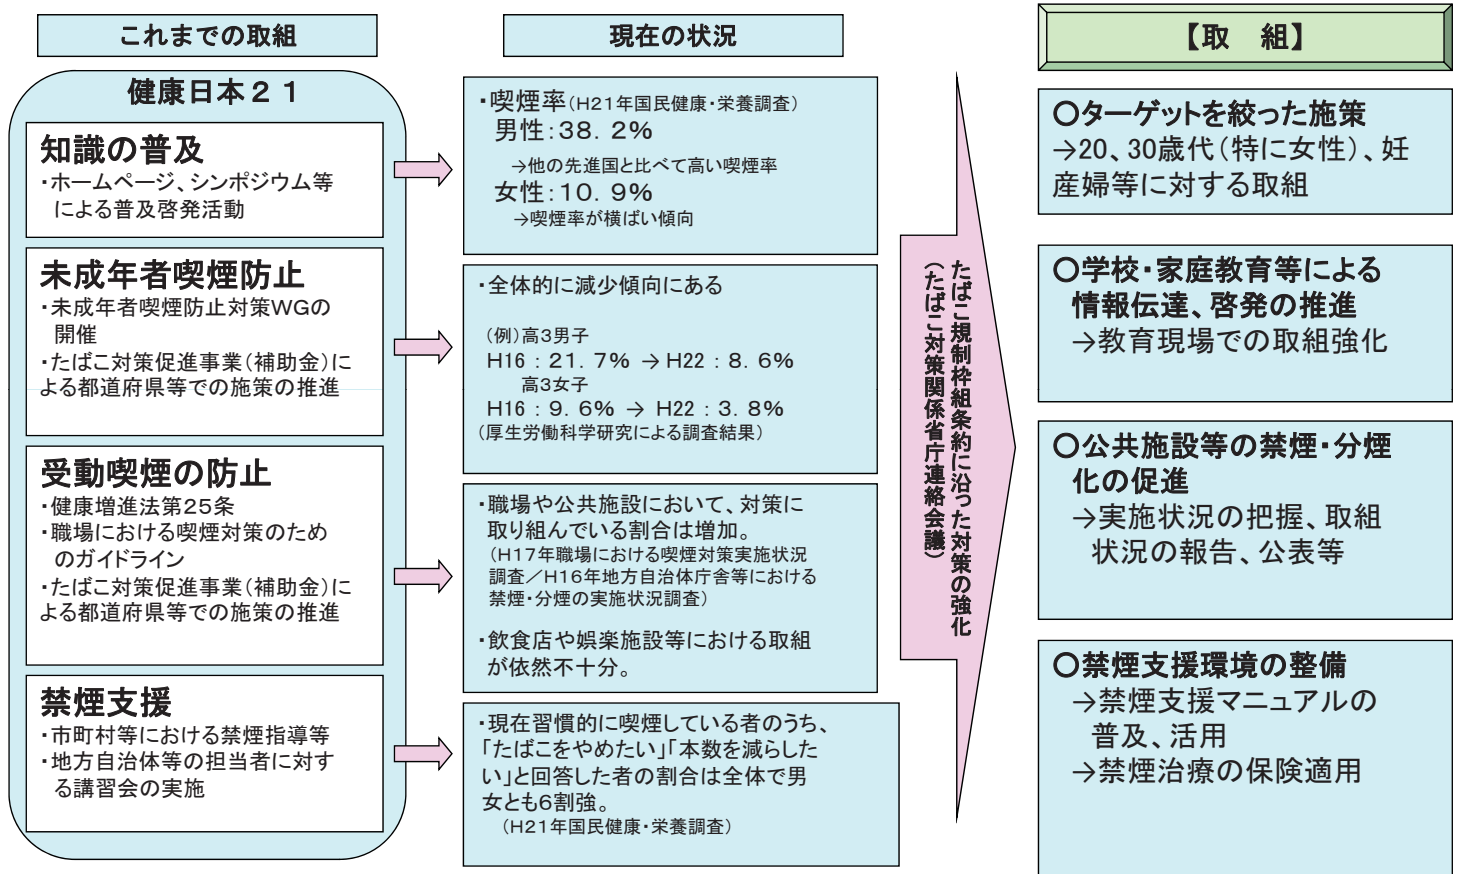 これまでの取組
健康日本２１
知識の普及
・ホームページ、シンポジウム等
による普及啓発活動
未成年者喫煙防止
・未成年者喫煙防止対策WGの
開催
・たばこ対策促進事業（補助金）に
よる都道府県等での施策の推進
受動喫煙の防止
・健康増進法第25条
・職場における喫煙対策のため
のガイドライン
・たばこ対策促進事業（補助金）に
よる都道府県等での施策の推進
禁煙支援
・市町村等における禁煙指導等
・地方自治体等の担当者に対す
る講習会の実施
現在の状況
・喫煙率（H21年国民健康・栄養調査）
男性：38．2％
→他の先進国と比べて高い喫煙率
女性：10．9％
→喫煙率が横ばい傾向
・全体的に減少傾向にある
（例）高3男子
H16：21．7％ → H22：8．6％
高3女子
H16：9．6％ → H22：3．8％
（厚生労働科学研究による調査結果）
・職場や公共施設において、対策に
取り組んでいる割合は増加。
（H17年職場における喫煙対策実施状況
調査／H16年地方自治体庁舎等における
禁煙・分煙の実施状況調査）
・飲食店や娯楽施設等における取組
が依然不十分。
・現在習慣的に喫煙している者のうち、
「たばこをやめたい」「本数を減らした
い」と回答した者の割合は全体で男
女とも6割強。
（H21年国民健康・栄養調査）
たばこ規制枠組条約に沿った対策の強化
（たばこ対策関係省庁連絡会議）
【取　組】
○ターゲットを絞った施策
→20、30歳代（特に女性）、妊
産婦等に対する取組
○学校・家庭教育等による
情報伝達、啓発の推進
→教育現場での取組強化
○公共施設等の禁煙・分煙
化の促進
→実施状況の把握、取組
状況の報告、公表等
○禁煙支援環境の整備
→禁煙支援マニュアルの
普及、活用
→禁煙治療の保険適用